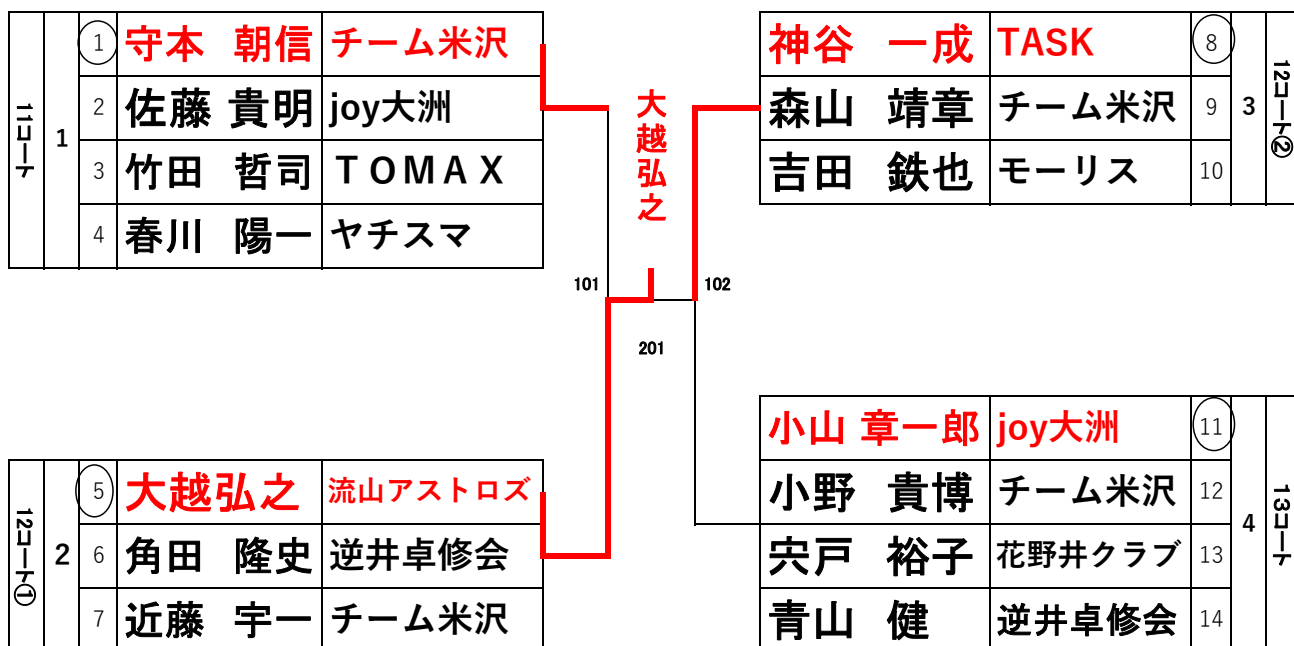 11コート
1
1 守本 朝信 チーム米沢
2 佐藤 貴明 joy大洲
3 竹田 哲司 ＴＯＭＡＸ
4 春川 陽一 ヤチスマ
12コート①
2
5 大越弘之 流山アストロズ
6 角田 隆史 逆井卓修会
7 近藤 宇一 チーム米沢
大越弘之
101
102
201
神谷 一成 TASK 8
森山 靖章 チーム米沢 9
吉田 鉄也 モーリス 10
3
12コート②
小山 章一郎 joy大洲 11
小野 貴博 チーム米沢 12
宍戸 裕子 花野井クラブ 13
青山 健 逆井卓修会 14
4
13コート